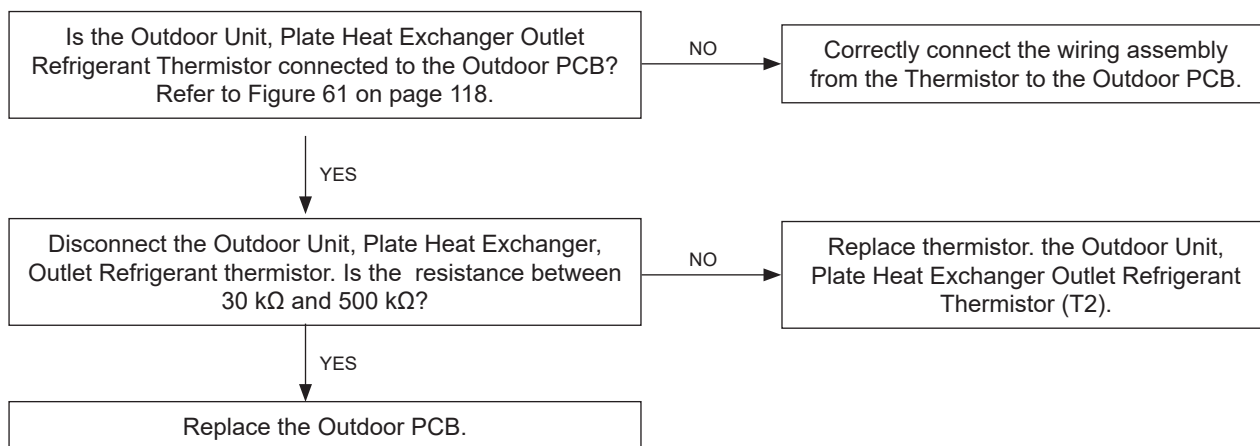 Is the Outdoor Unit, Plate Heat Exchanger Outlet
Refrigerant Thermistor connected to the Outdoor PCB?
Refer to Figure 61 on page 118.
NO
Correctly connect the wiring assembly
from the Thermistor to the Outdoor PCB.
YES
Disconnect the Outdoor Unit, Plate Heat Exchanger,
Outlet Refrigerant thermistor. Is the  resistance between
30 kΩ and 500 kΩ?
NO
Replace thermistor. the Outdoor Unit,
Plate Heat Exchanger Outlet Refrigerant
Thermistor (T2).
YES
Replace the Outdoor PCB.